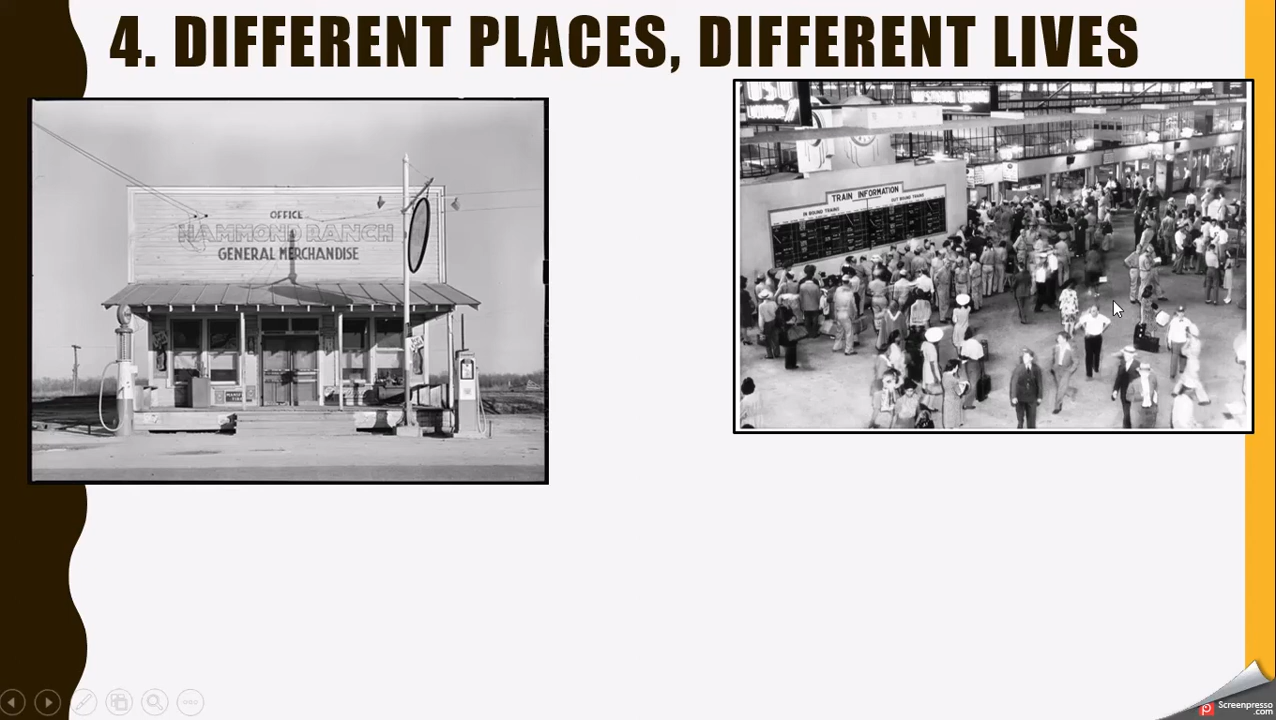 4. DIFFERENT PLACES, DIFFERENT LIVES
OFFICE
HAMMOND RANCH
GENERAL MERCHANDISE
TRAIN INFORMATION
IN BOUND TRAINS
OUT BOUND TRAINS
Screenpresso
.com